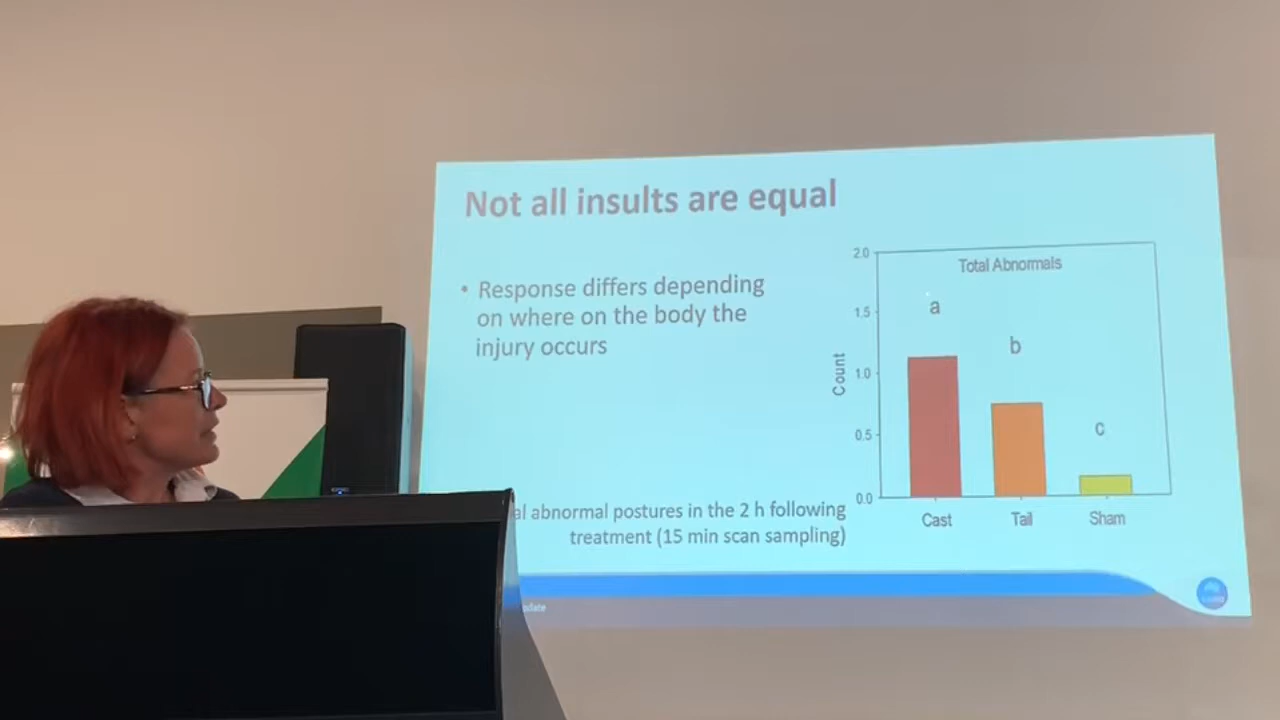 Not all insults are equal
• Response differs depending
on where on the body the
injury occurs
abnormal postures in the 2 h following
treatment (15 min scan sampling)
Total Abnormals
2.0
1.5
1.0
0.5
0.0
Count
a
b
c
Cast Tail Sham